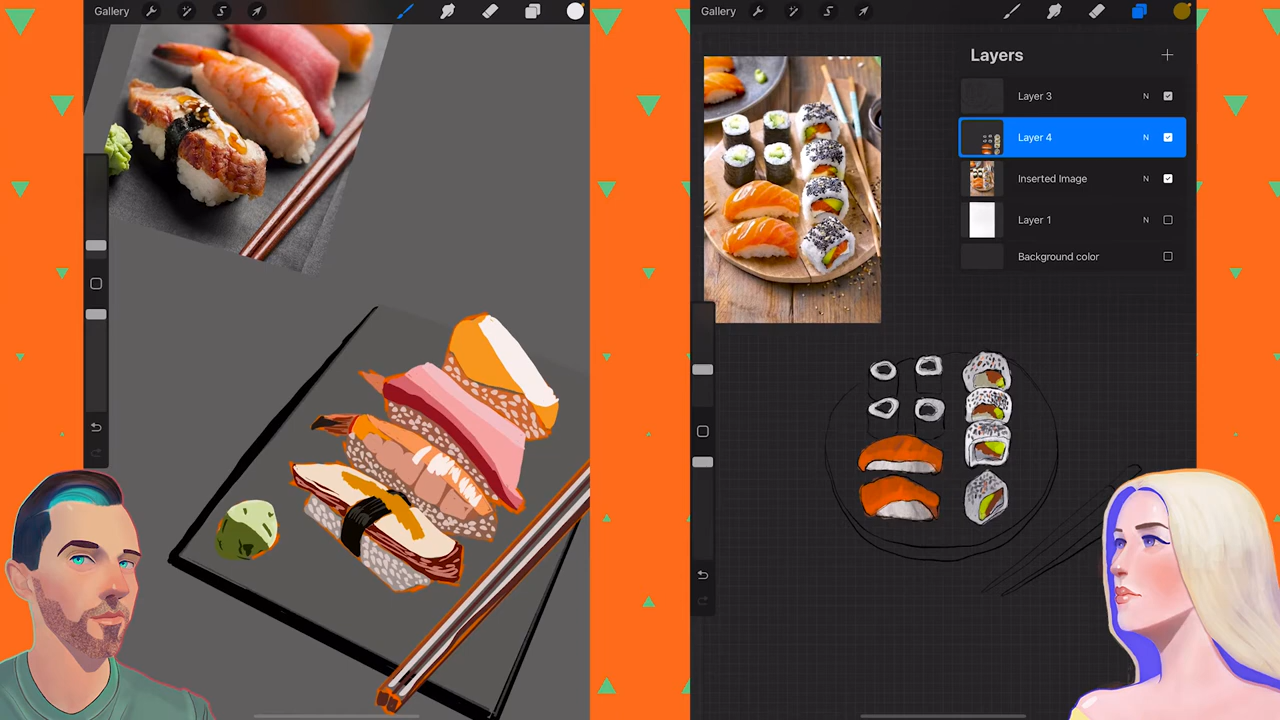 Gallery
Gallery
Layers
Layer 3 N
Layer 4 N
Inserted Image N
Layer 1 N
Background color